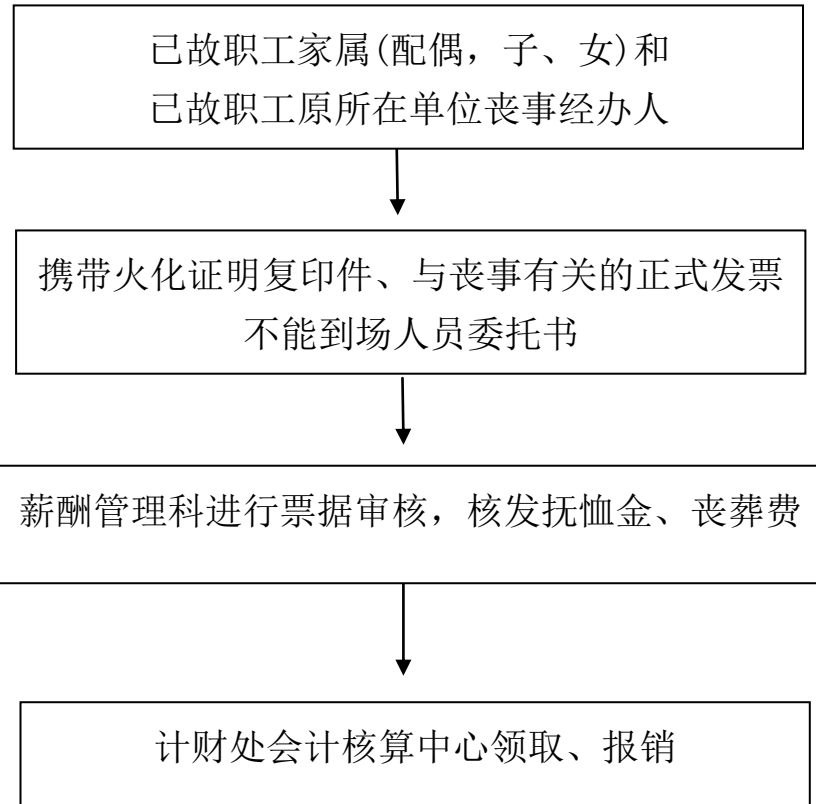 已故职工家属(配偶，子、女)和
已故职工原所在单位丧事经办人
携带火化证明复印件、与丧事有关的正式发票
不能到场人员委托书
薪酬管理科进行票据审核，核发抚恤金、丧葬费
计财处会计核算中心领取、报销